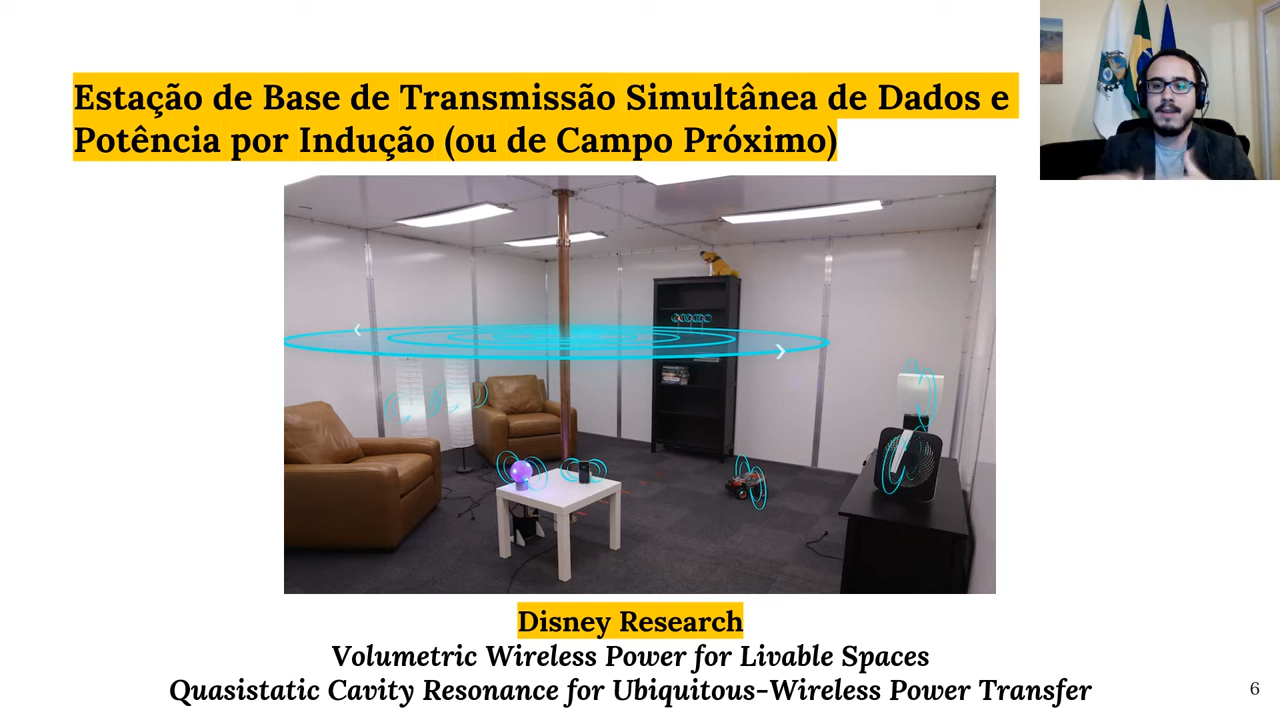 Estação de Base de Transmissão Simultânea de Dados e
Potência por Indução (ou de Campo Próximo)
Disney Research
Volumetric Wireless Power for Livable Spaces
Quasistatic Cavity Resonance for Ubiquitous-Wireless Power Transfer
6